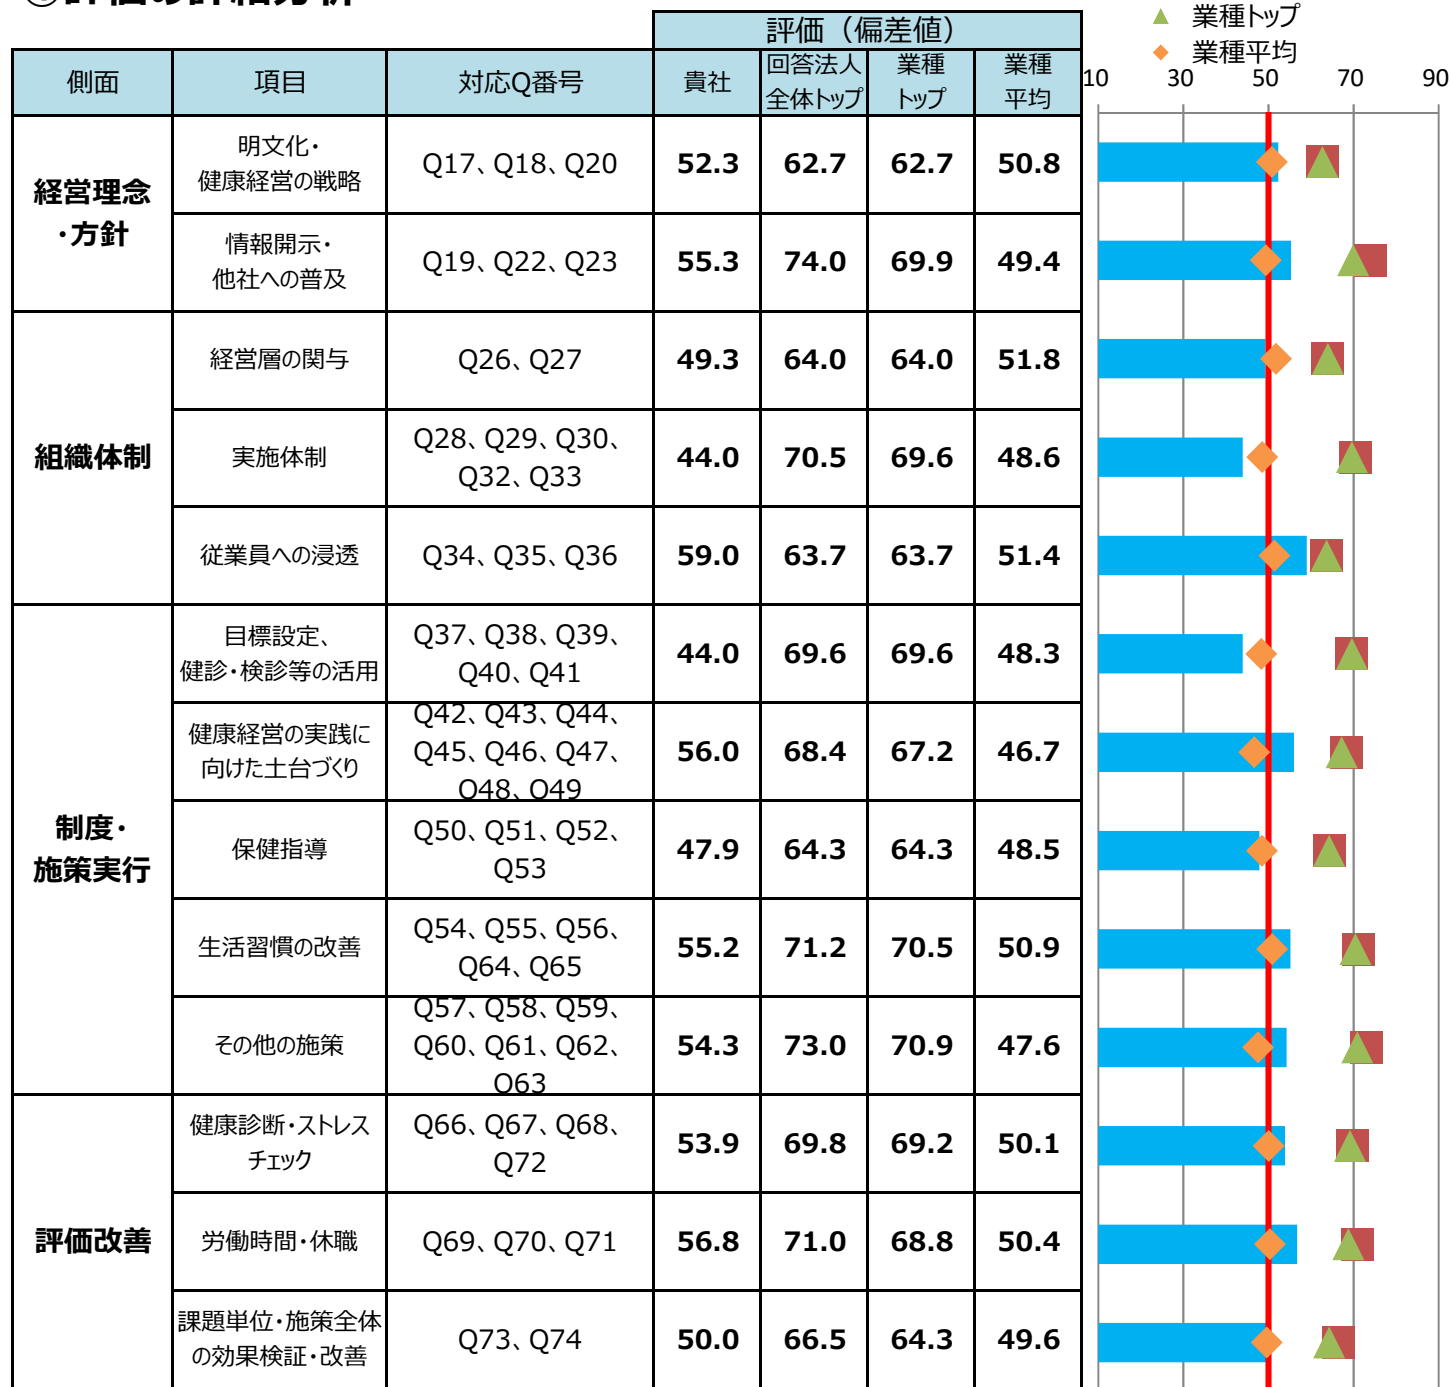 ①評価の詳細分析
▲ 業種トップ
◆ 業種平均
評価（偏差値）
側面 項目 対応Q番号 貴社 回答法人全体トップ 業種トップ 業種平均
10 30 50 70 90
経営理念・方針
明文化・健康経営の戦略 Q17、Q18、Q20 52.3 62.7 62.7 50.8
情報開示・他社への普及 Q19、Q22、Q23 55.3 74.0 69.9 49.4
組織体制
経営層の関与 Q26、Q27 49.3 64.0 64.0 51.8
実施体制 Q28、Q29、Q30、Q32、Q33 44.0 70.5 69.6 48.6
従業員への浸透 Q34、Q35、Q36 59.0 63.7 63.7 51.4
制度・施策実行
目標設定、健診・検診等の活用 Q37、Q38、Q39、Q40、Q41 44.0 69.6 69.6 48.3
健康経営の実践に向けた土台づくり Q42、Q43、Q44、Q45、Q46、Q47、Q48、Q49 56.0 68.4 67.2 46.7
保健指導 Q50、Q51、Q52、Q53 47.9 64.3 64.3 48.5
生活習慣の改善 Q54、Q55、Q56、Q64、Q65 55.2 71.2 70.5 50.9
その他の施策 Q57、Q58、Q59、Q60、Q61、Q62、Q63 54.3 73.0 70.9 47.6
評価改善
健康診断・ストレスチェック Q66、Q67、Q68、Q72 53.9 69.8 69.2 50.1
労働時間・休職 Q69、Q70、Q71 56.8 71.0 68.8 50.4
課題単位・施策全体の効果検証・改善 Q73、Q74 50.0 66.5 64.3 49.6